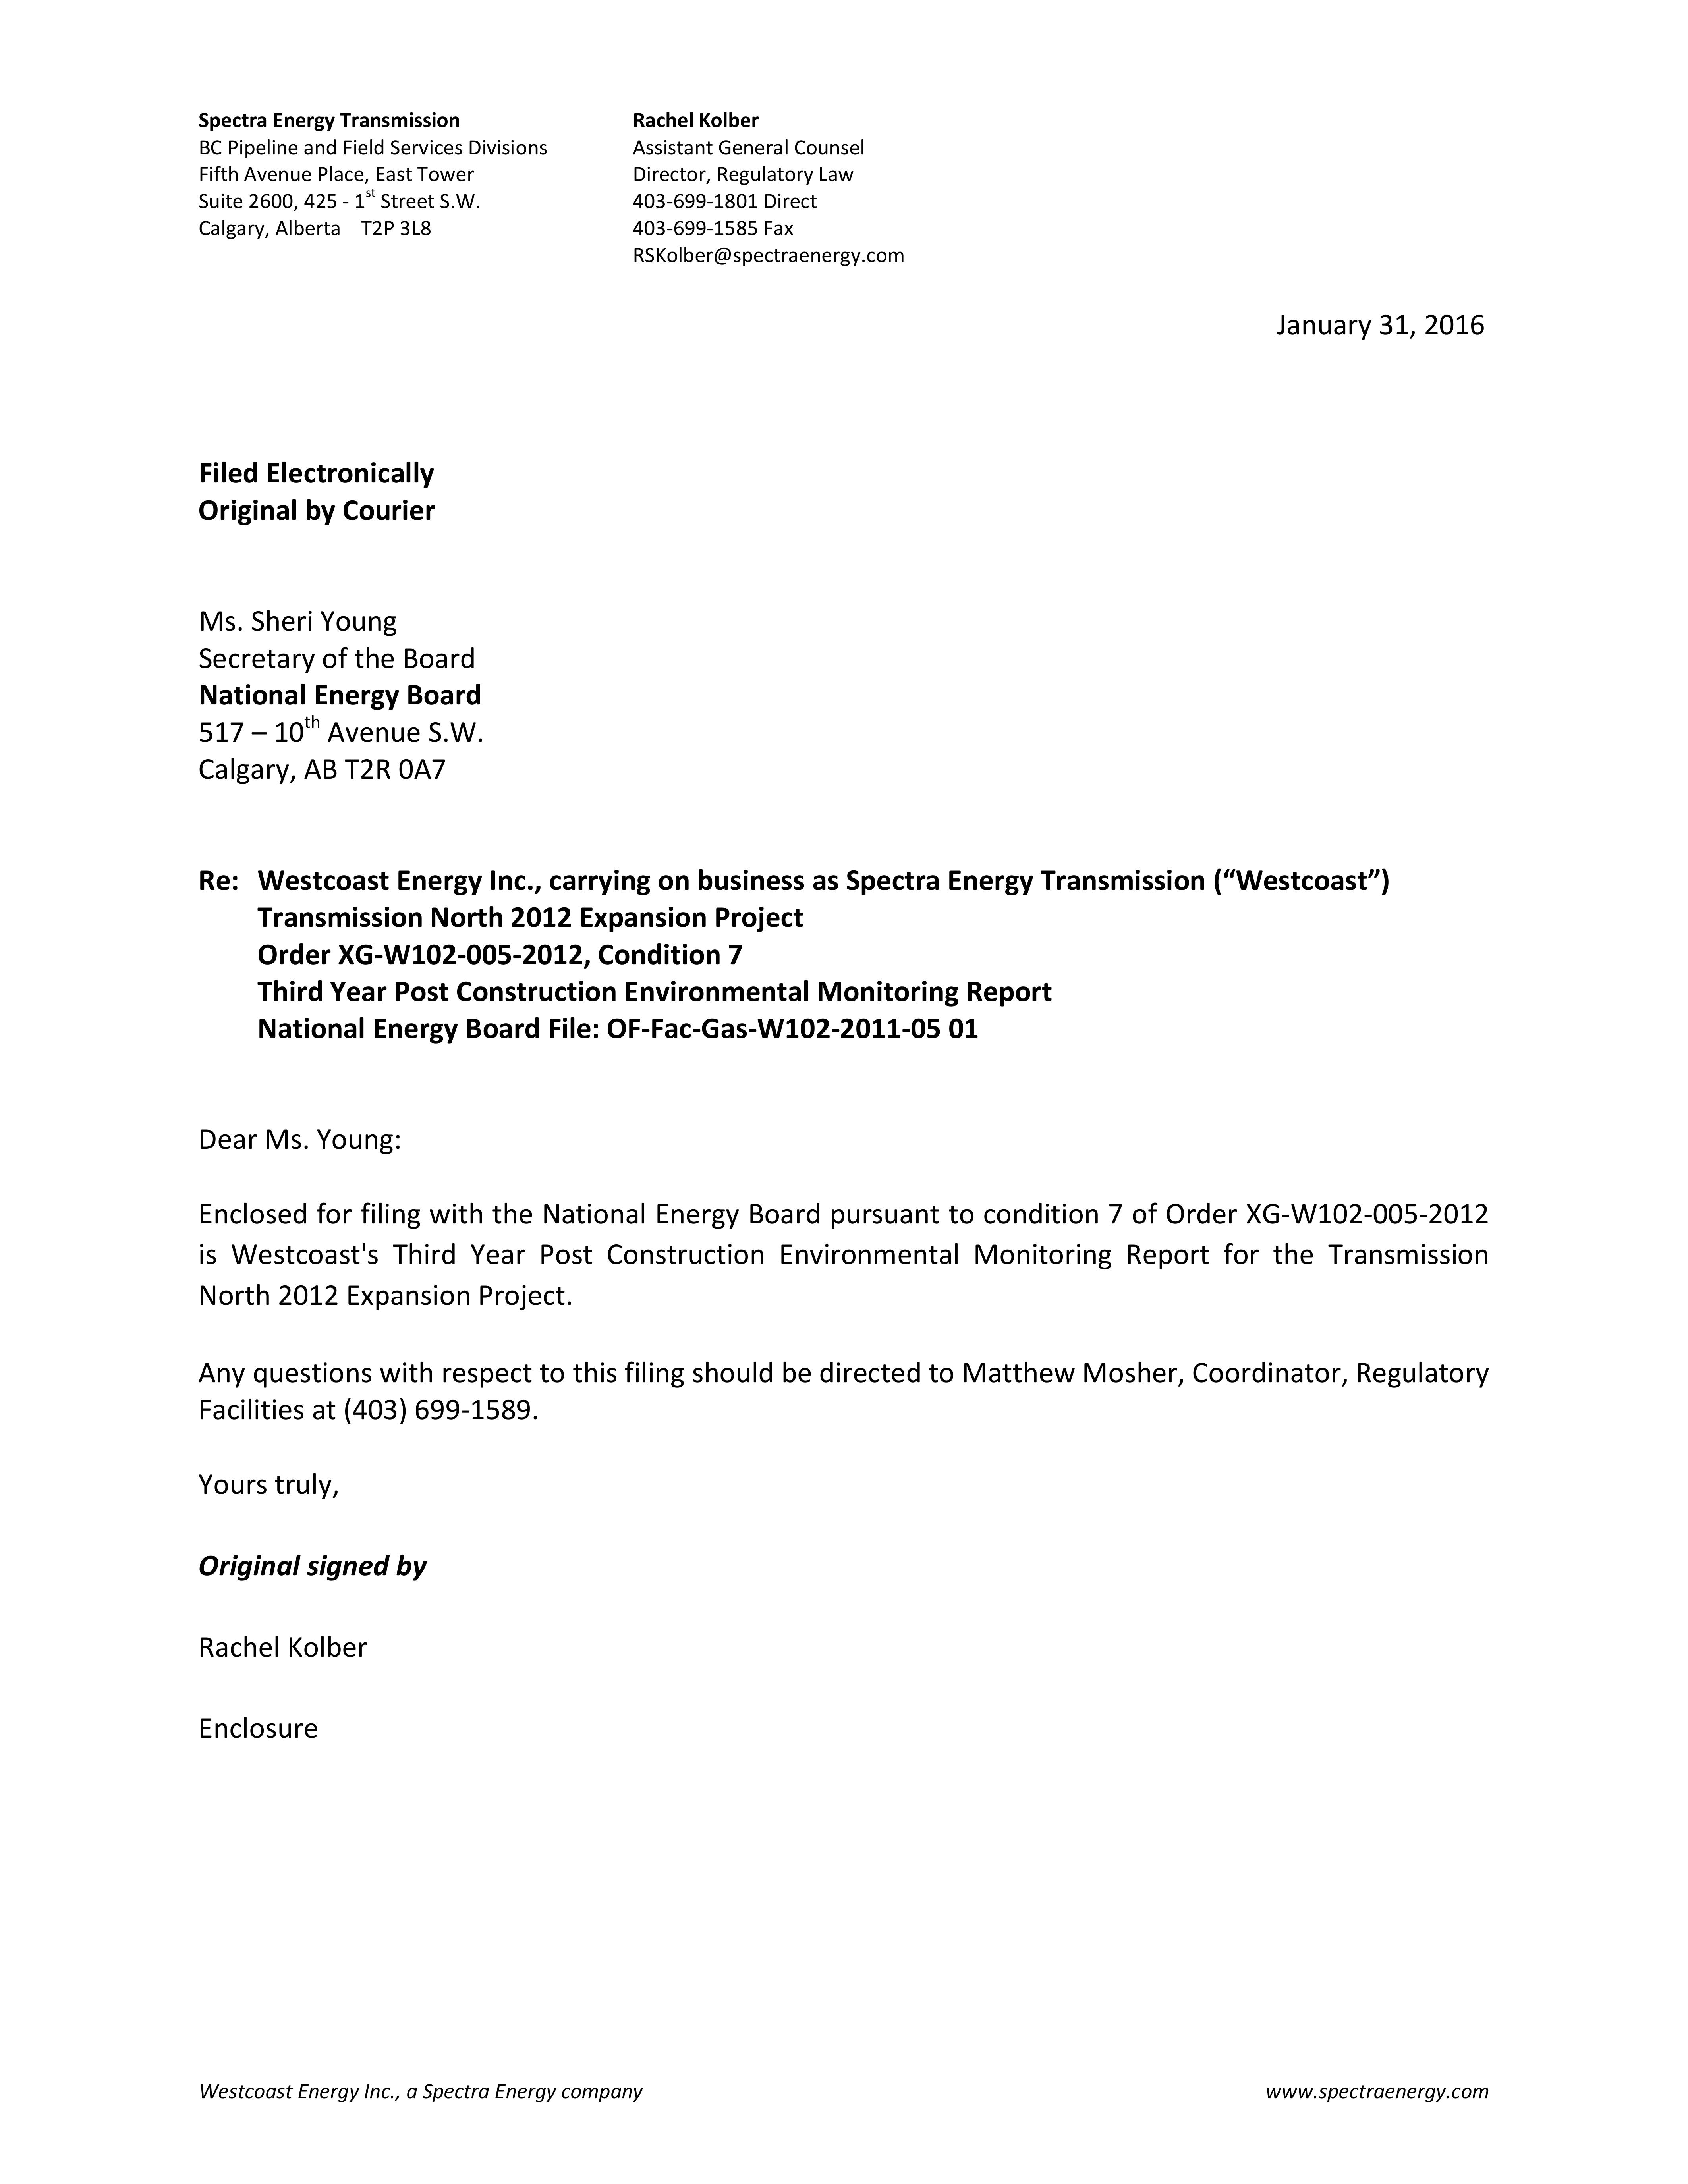 Spectra Energy Transmission
BC Pipeline and Field Services Divisions
Fifth Avenue Place, East Tower
Suite 2600, 425 - 1st Street S.W.
Calgary, Alberta T2P 3L8
Rachel Kolber
Assistant General Counsel
Director, Regulatory Law
403-699-1801 Direct
403-699-1585 Fax
RSKolber@spectraenergy.com
January 31, 2016
Filed Electronically
Original by Courier
Ms. Sheri Young
Secretary of the Board
National Energy Board
517 – 10th Avenue S.W.
Calgary, AB T2R 0A7
Re: Westcoast Energy Inc., carrying on business as Spectra Energy Transmission (“Westcoast”)
Transmission North 2012 Expansion Project
Order XG-W102-005-2012, Condition 7
Third Year Post Construction Environmental Monitoring Report
National Energy Board File: OF-Fac-Gas-W102-2011-05 01
Dear Ms. Young:
Enclosed for filing with the National Energy Board pursuant to condition 7 of Order XG-W102-005-2012
is Westcoast's Third Year Post Construction Environmental Monitoring Report for the Transmission
North 2012 Expansion Project.
Any questions with respect to this filing should be directed to Matthew Mosher, Coordinator, Regulatory
Facilities at (403) 699-1589.
Yours truly,
Original signed by
Rachel Kolber
Enclosure
Westcoast Energy Inc., a Spectra Energy company
www.spectraenergy.com